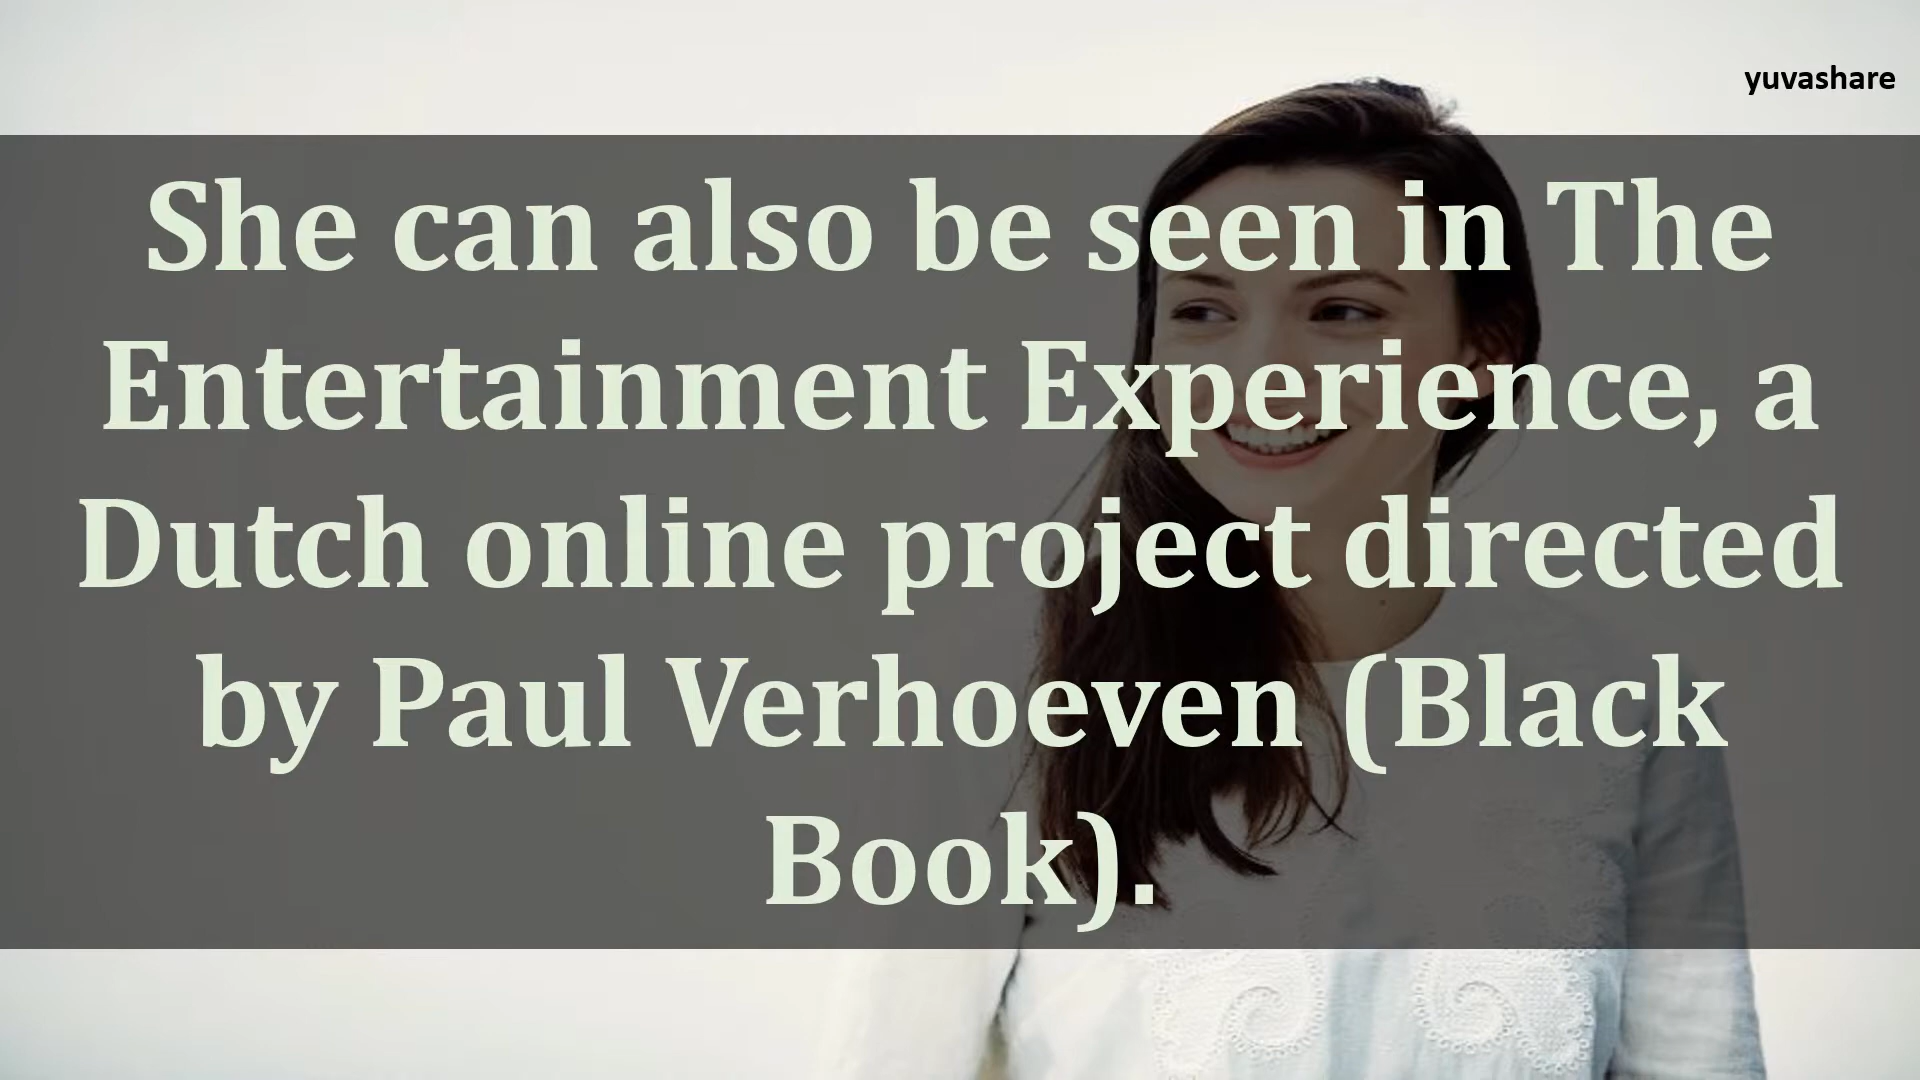 yuvashare
She can also be seen in The
Entertainment Experience, a
Dutch online project directed
by Paul Verhoeven (Black
Book).